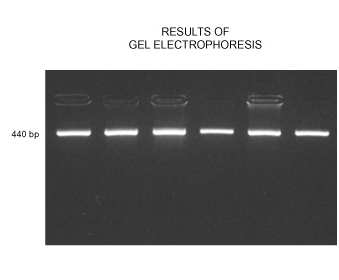 RESULTS OF
GEL ELECTROPHORESIS
440 bp